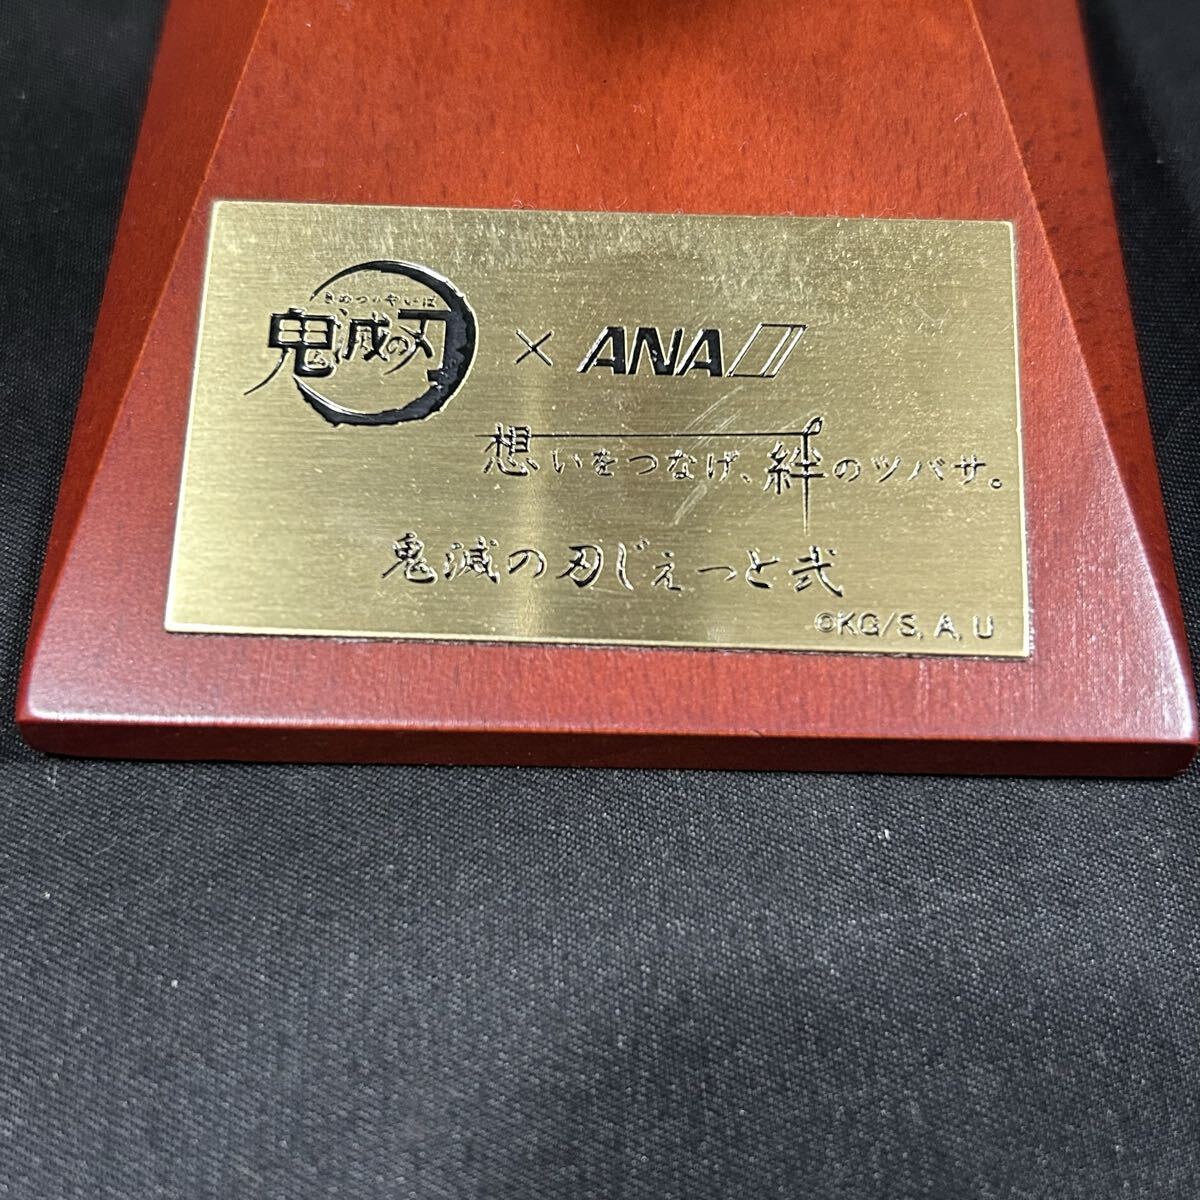 きめつのやいば
鬼滅の刃 × ANA
想いをつなげ、絆のツバサ。
鬼滅の刃じぇっと弐
©KG/S, A, U